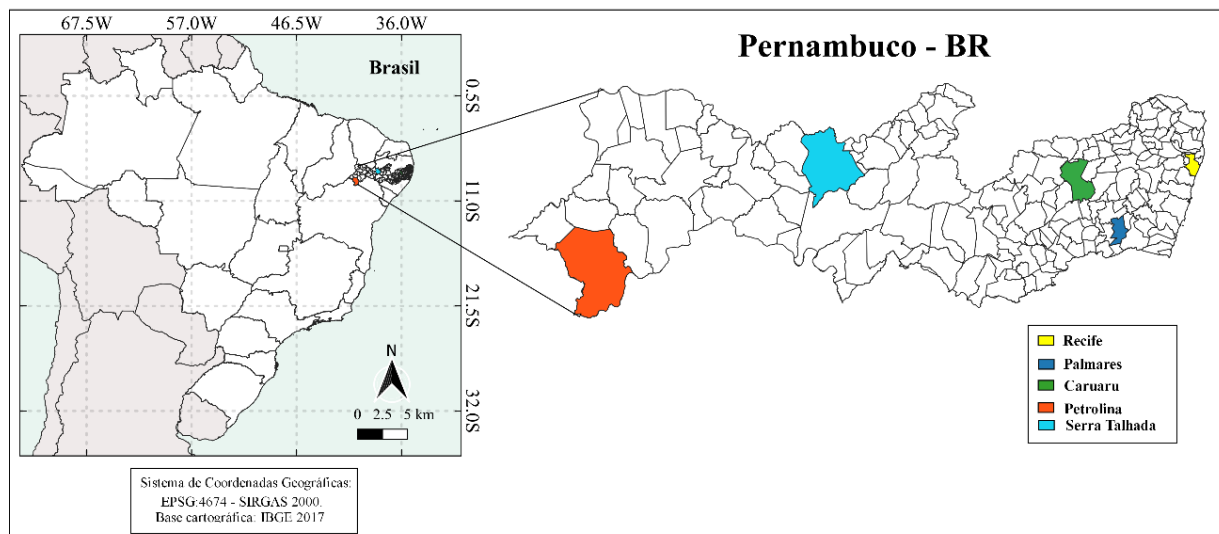 67.5W 57.0W 46.5W 36.0W
Brasil
0.5S
11.0S
21.5S
32.0S
N
0 2.5 5 km
Sistema de Coordenadas Geográficas:
EPSG:4674 - SIRGAS 2000.
Base cartográfica: IBGE 2017
Pernambuco - BR
Recife
Palmares
Caruaru
Petrolina
Serra Talhada